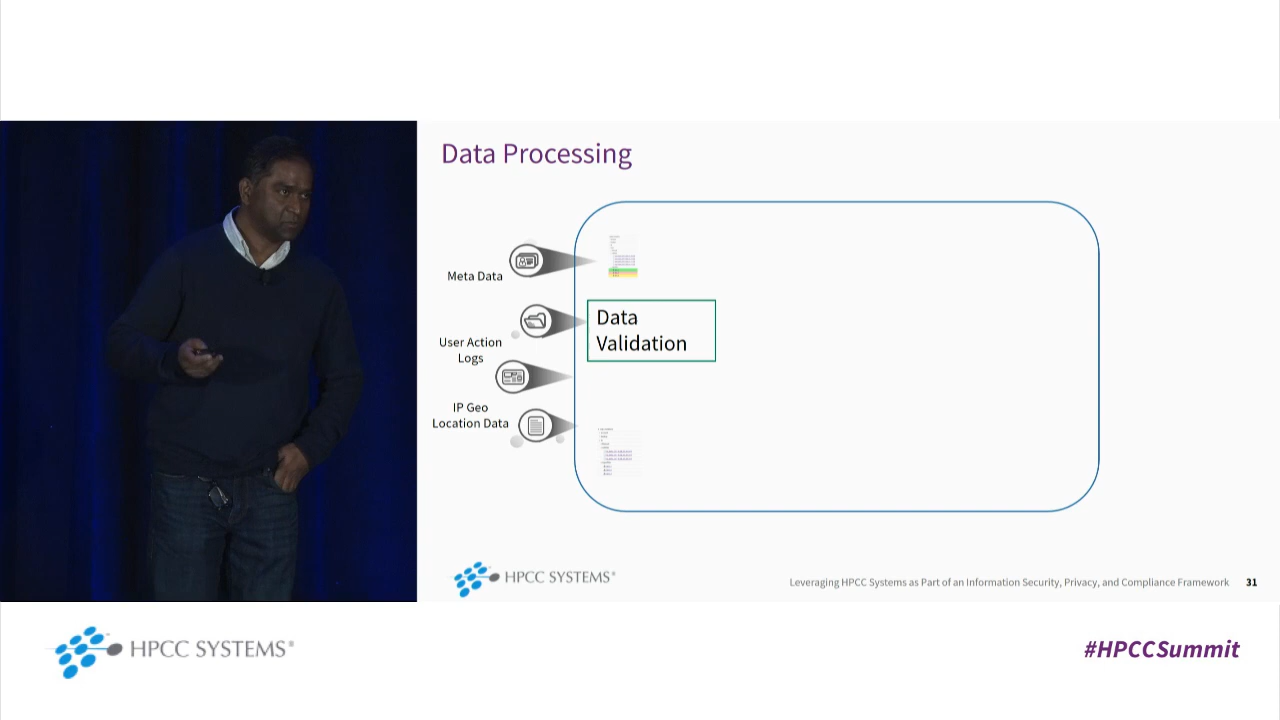 Data Processing
Meta Data
User Action
Logs
IP Geo
Location Data
Data
Validation
HPCC SYSTEMS®
Leveraging HPCC Systems as Part of an Information Security, Privacy, and Compliance Framework 31
HPCC SYSTEMS®
#HPCCSummit